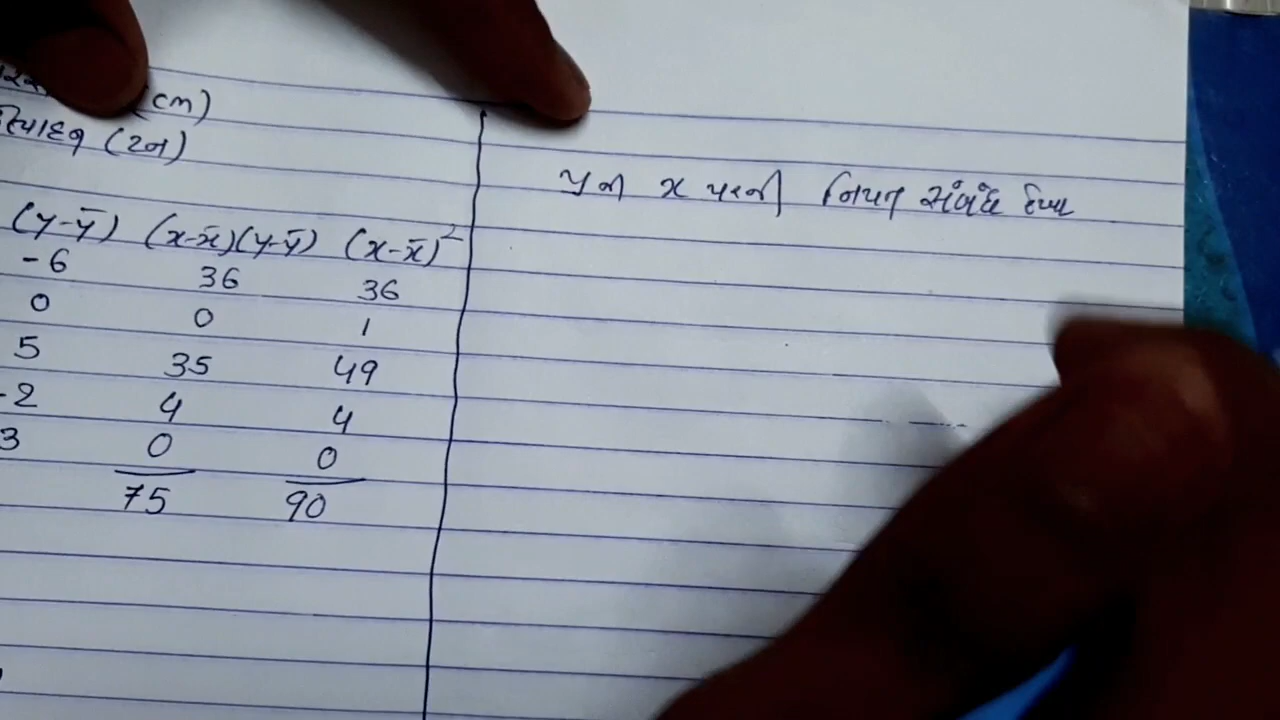 (cm)
(ટન)
(y-ȳ) (x-x̄)(y-ȳ) (x-x̄)²
-6 36 36
0 0 1
5 35 49
-2 4 4
3 0 0
75 90
y ની x પરની નિયત સંબંધ રેખા